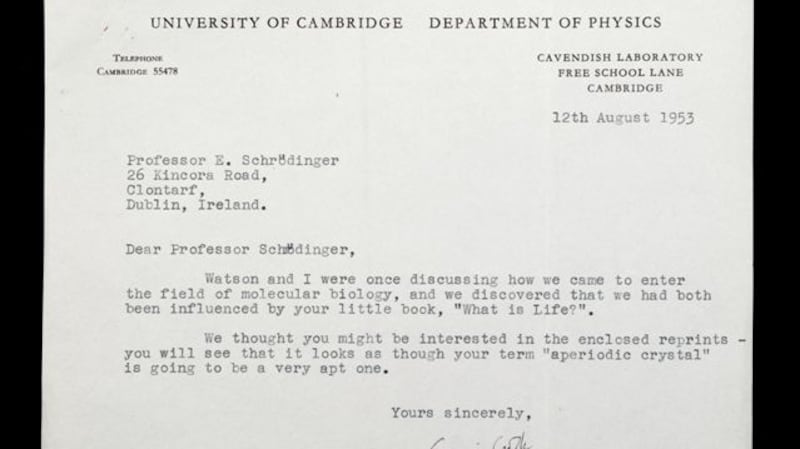 UNIVERSITY OF CAMBRIDGE DEPARTMENT OF PHYSICS
TELEPHONE
CAMBRIDGE 55478
CAVENDISH LABORATORY
FREE SCHOOL LANE
CAMBRIDGE
12th August 1953
Professor E. Schrödinger
26 Kincora Road,
Clontarf,
Dublin, Ireland.
Dear Professor Schrödinger,
Watson and I were once discussing how we came to enter
the field of molecular biology, and we discovered that we had both
been influenced by your little book, "What is Life?".
We thought you might be interested in the enclosed reprints -
you will see that it looks as though your term "aperiodic crystal"
is going to be a very apt one.
Yours sincerely,